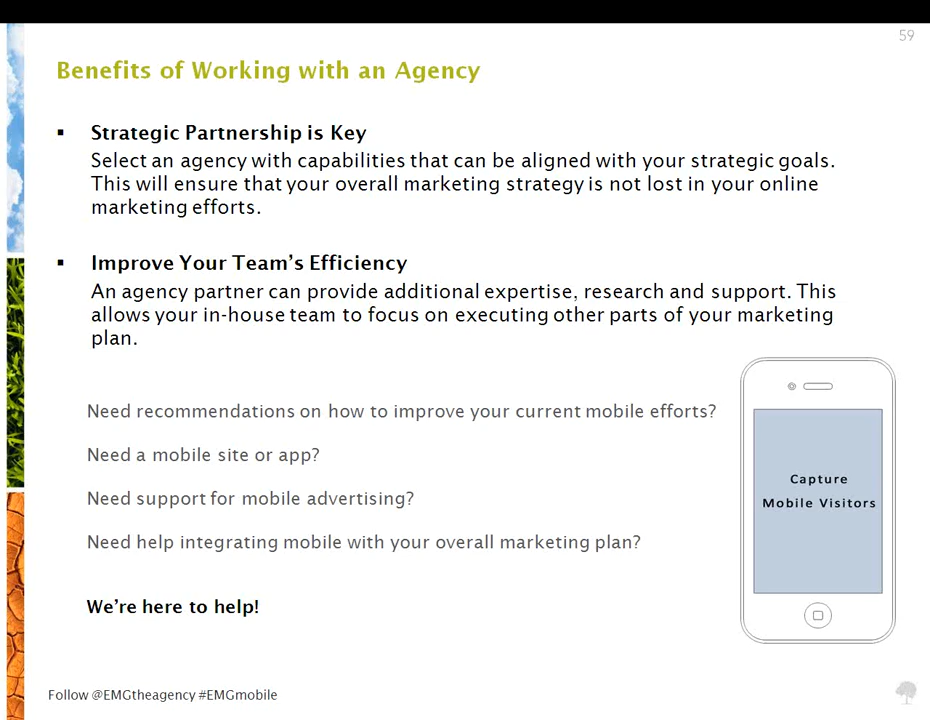 59
Benefits of Working with an Agency
▪ Strategic Partnership is Key
Select an agency with capabilities that can be aligned with your strategic goals.
This will ensure that your overall marketing strategy is not lost in your online
marketing efforts.
▪ Improve Your Team’s Efficiency
An agency partner can provide additional expertise, research and support. This
allows your in-house team to focus on executing other parts of your marketing
plan.
Need recommendations on how to improve your current mobile efforts?
Need a mobile site or app?
Need support for mobile advertising?
Need help integrating mobile with your overall marketing plan?
We’re here to help!
Capture
Mobile Visitors
Follow @EMGtheagency #EMGmobile